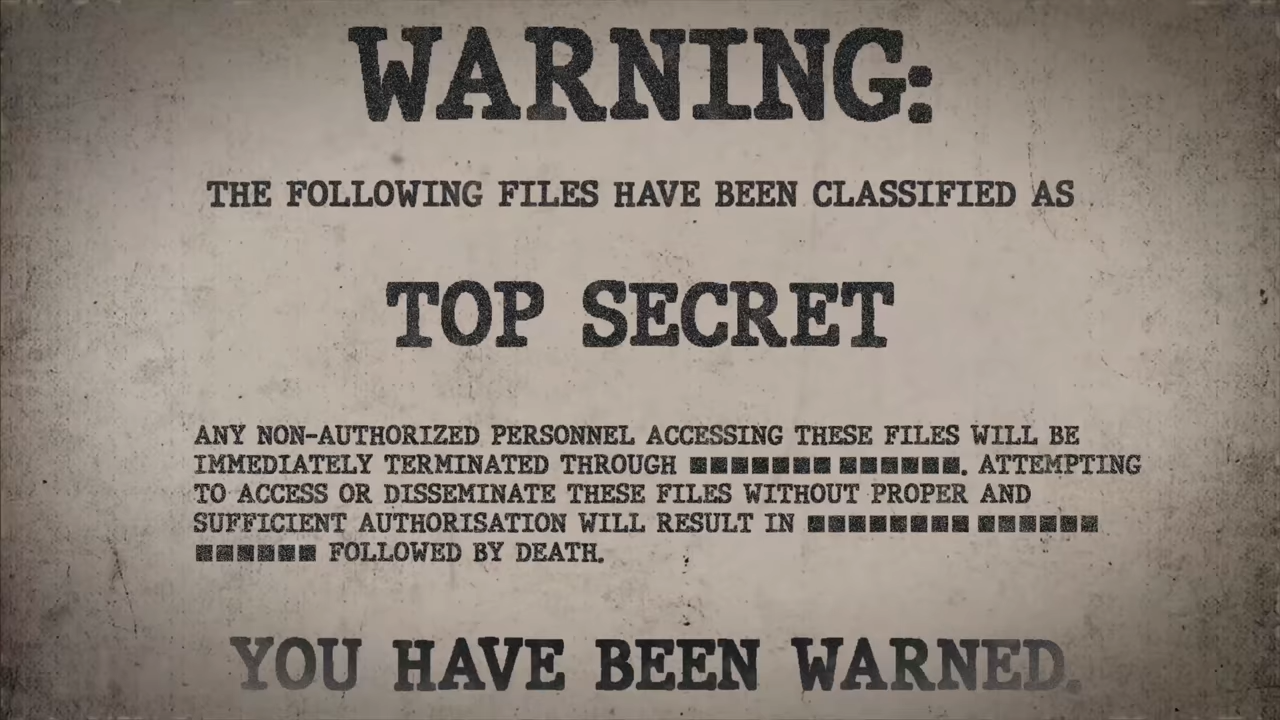 WARNING:
THE FOLLOWING FILES HAVE BEEN CLASSIFIED AS
TOP SECRET
ANY NON-AUTHORIZED PERSONNEL ACCESSING THESE FILES WILL BE
IMMEDIATELY TERMINATED THROUGH ■■■■■■■ ■■■■■■. ATTEMPTING
TO ACCESS OR DISSEMINATE THESE FILES WITHOUT PROPER AND
SUFFICIENT AUTHORISATION WILL RESULT IN ■■■■■■■■ ■■■■■■
■■■■■■ FOLLOWED BY DEATH.
YOU HAVE BEEN WARNED.